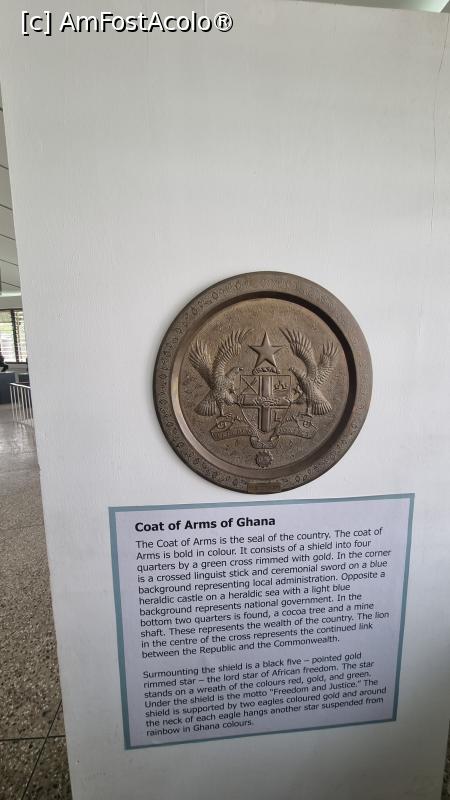 [c] AmFostAcolo®
Coat of Arms of Ghana
The Coat of Arms is the seal of the country. The coat of
Arms is bold in colour. It consists of a shield into four
quarters by a green cross rimmed with gold. In the corner
is a crossed linguist stick and ceremonial sword on a blue
background representing local administration. Opposite a
heraldic castle on a heraldic sea with a light blue
background represents national government. In the
bottom two quarters is found, a cocoa tree and a mine
shaft. These represents the wealth of the country. The lion
in the centre of the cross represents the continued link
between the Republic and the Commonwealth.
Surmounting the shield is a black five – pointed gold
rimmed star – the lord star of African freedom. The star
stands on a wreath of the colours red, gold, and green.
Under the shield is the motto "Freedom and Justice." The
shield is supported by two eagles coloured gold and around
the neck of each eagle hangs another star suspended from
rainbow in Ghana colours.